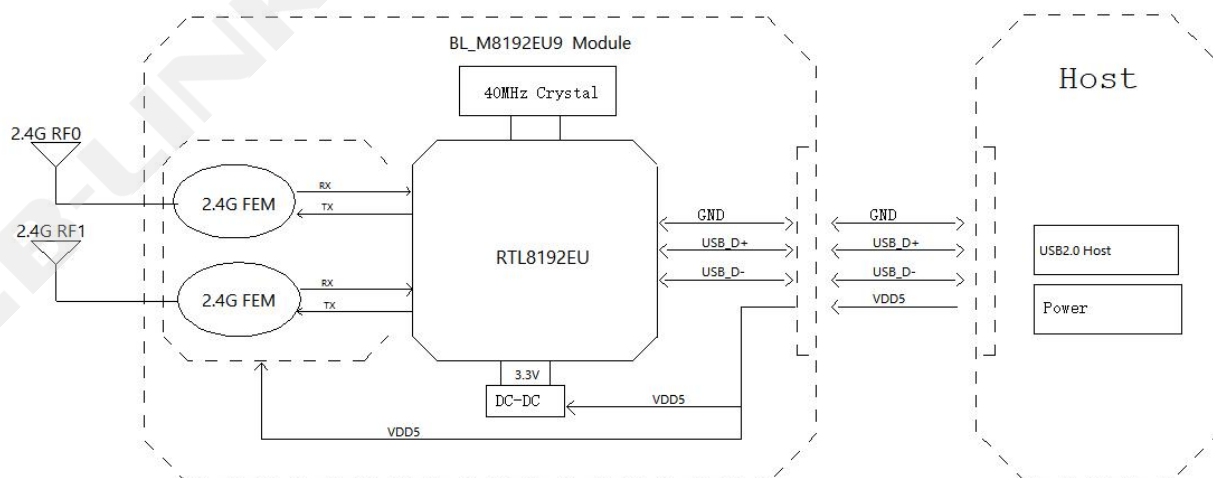 BL_M8192EU9 Module
Host
40MHz Crystal
2.4G RF0
2.4G FEM
RX
TX
2.4G RF1
2.4G FEM
RX
TX
RTL8192EU
GND
USB_D+
USB_D-
GND
USB_D+
USB_D-
VDD5
USB2.0 Host
Power
3.3V
DC-DC
VDD5
VDD5
B-LINK